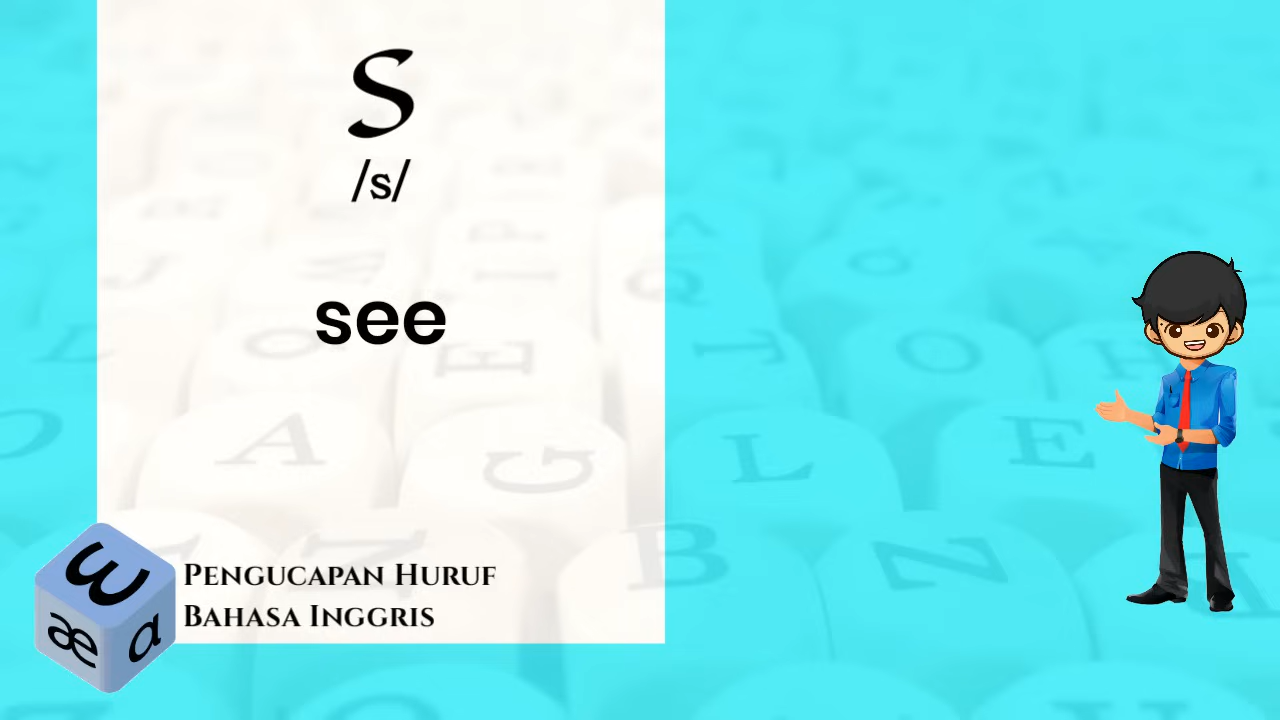 S
/s/
see
Pengucapan Huruf
Bahasa Inggris
ω
æ
ɑ